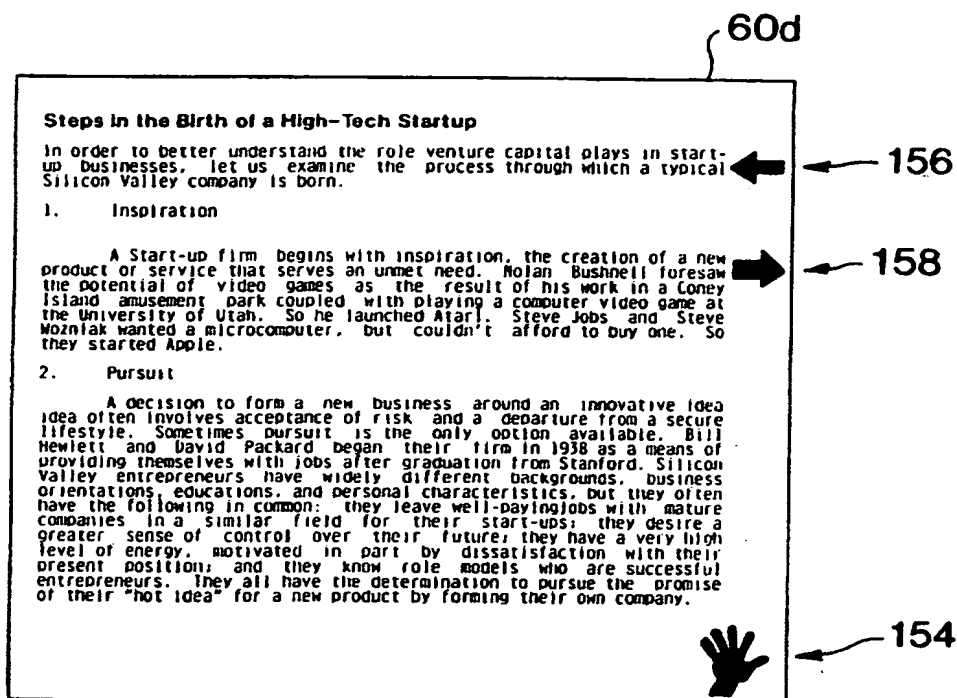 60d
Steps in the Birth of a High-Tech Startup
In order to better understand the role venture capital plays in start-
up businesses, let us examine the process through which a typical
Silicon Valley company is born.
156
1. Inspiration
A Start-up firm begins with inspiration, the creation of a new
product or service that serves an unmet need. Nolan Bushnell foresaw
the potential of video games as the result of his work in a Coney
Island amusement park coupled with playing a computer video game at
the University of Utah. So he launched Atari. Steve Jobs and Steve
Wozniak wanted a microcomputer, but couldn't afford to buy one. So
they started Apple.
158
2. Pursuit
A decision to form a new business around an innovative idea
idea often involves acceptance of risk and a departure from a secure
lifestyle. Sometimes pursuit is the only option available. Bill
Hewlett and David Packard began their firm in 1938 as a means of
providing themselves with jobs after graduation from Stanford. Silicon
Valley entrepreneurs have widely different backgrounds, business
orientations, educations, and personal characteristics, but they often
have the following in common: they leave well-payingjobs with mature
companies in a similar field for their start-ups; they desire a
greater sense of control over their future; they have a very high
level of energy, motivated in part by dissatisfaction with their
present position; and they know role models who are successful
entrepreneurs. They all have the determination to pursue the promise
of their "hot idea" for a new product by forming their own company.
154